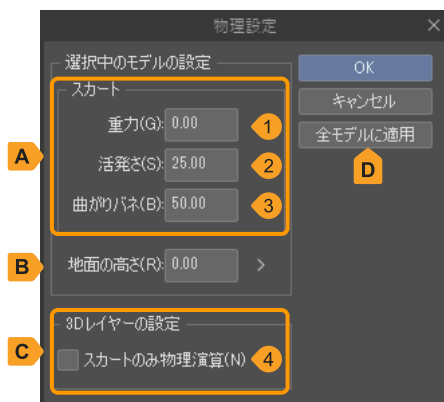 物理設定 ×
選択中のモデルの設定
スカート
重力(G): 0.00 1
活発さ(S): 25.00 2
曲がりバネ(B): 50.00 3
A
B
地面の高さ(R): 0.00 >
3Dレイヤーの設定
C
スカートのみ物理演算(N) 4
OK
キャンセル
全モデルに適用
D